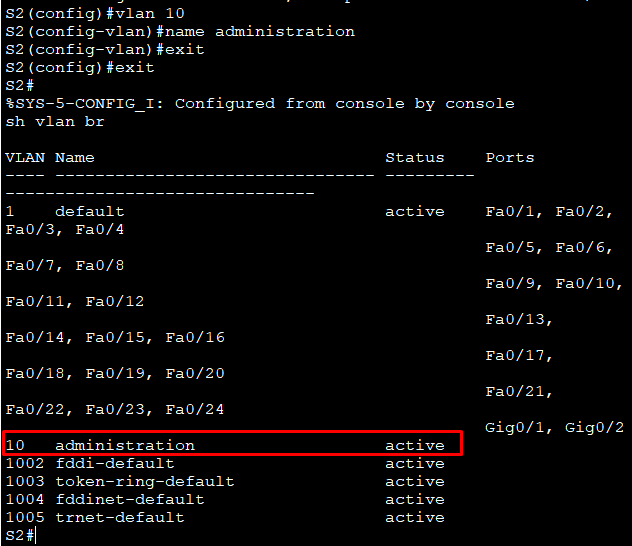 S2(config)#vlan 10
S2(config-vlan)#name administration
S2(config-vlan)#exit
S2(config)#exit
S2#
%SYS-5-CONFIG_I: Configured from console by console
sh vlan br

VLAN Name                             Status    Ports
---- -------------------------------- --------- -------------------------------
1    default                          active    Fa0/1, Fa0/2,
Fa0/3, Fa0/4
                                                Fa0/5, Fa0/6,
Fa0/7, Fa0/8
                                                Fa0/9, Fa0/10,
Fa0/11, Fa0/12
                                                Fa0/13,
Fa0/14, Fa0/15, Fa0/16
                                                Fa0/17,
Fa0/18, Fa0/19, Fa0/20
                                                Fa0/21,
Fa0/22, Fa0/23, Fa0/24
                                                Gig0/1, Gig0/2
10   administration                   active
1002 fddi-default                     active
1003 token-ring-default               active
1004 fddinet-default                  active
1005 trnet-default                    active
S2#